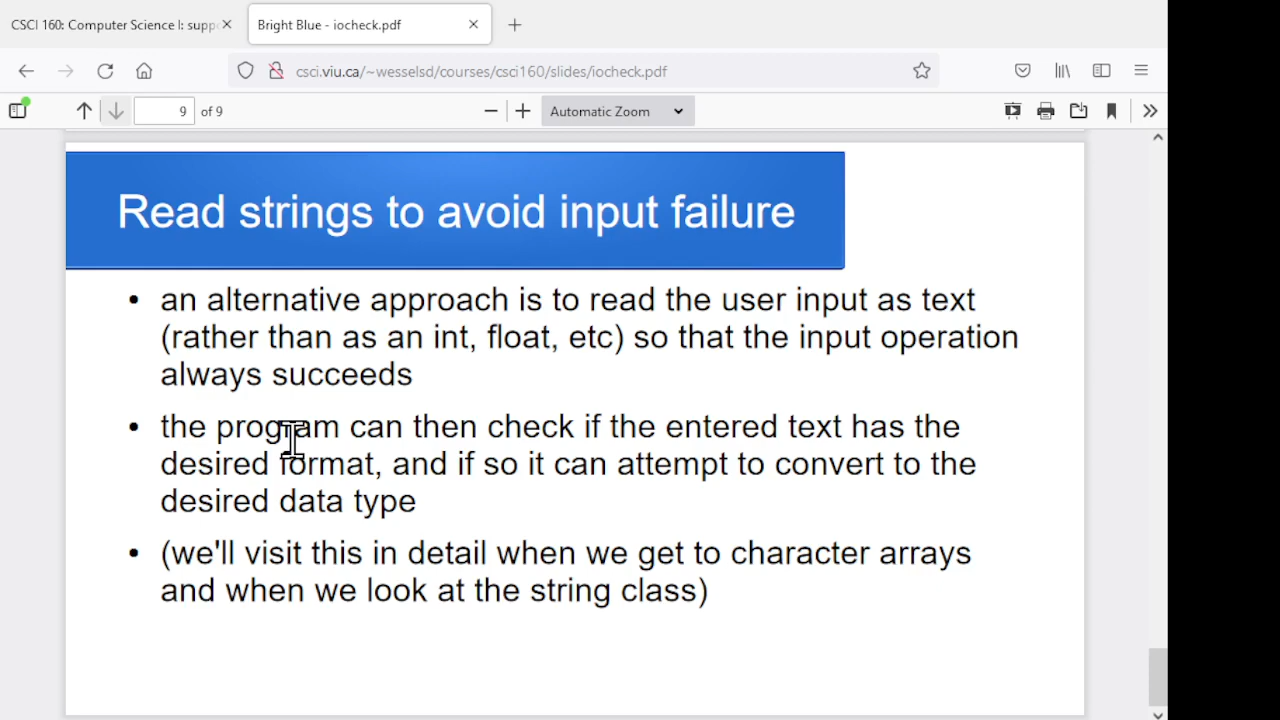 CSCI 160: Computer Science I: supp
Bright Blue - iocheck.pdf
csci.viu.ca/~wesselsd/courses/csci160/slides/iocheck.pdf
9 of 9
Automatic Zoom
Read strings to avoid input failure
• an alternative approach is to read the user input as text
(rather than as an int, float, etc) so that the input operation
always succeeds
• the program can then check if the entered text has the
desired format, and if so it can attempt to convert to the
desired data type
• (we'll visit this in detail when we get to character arrays
and when we look at the string class)